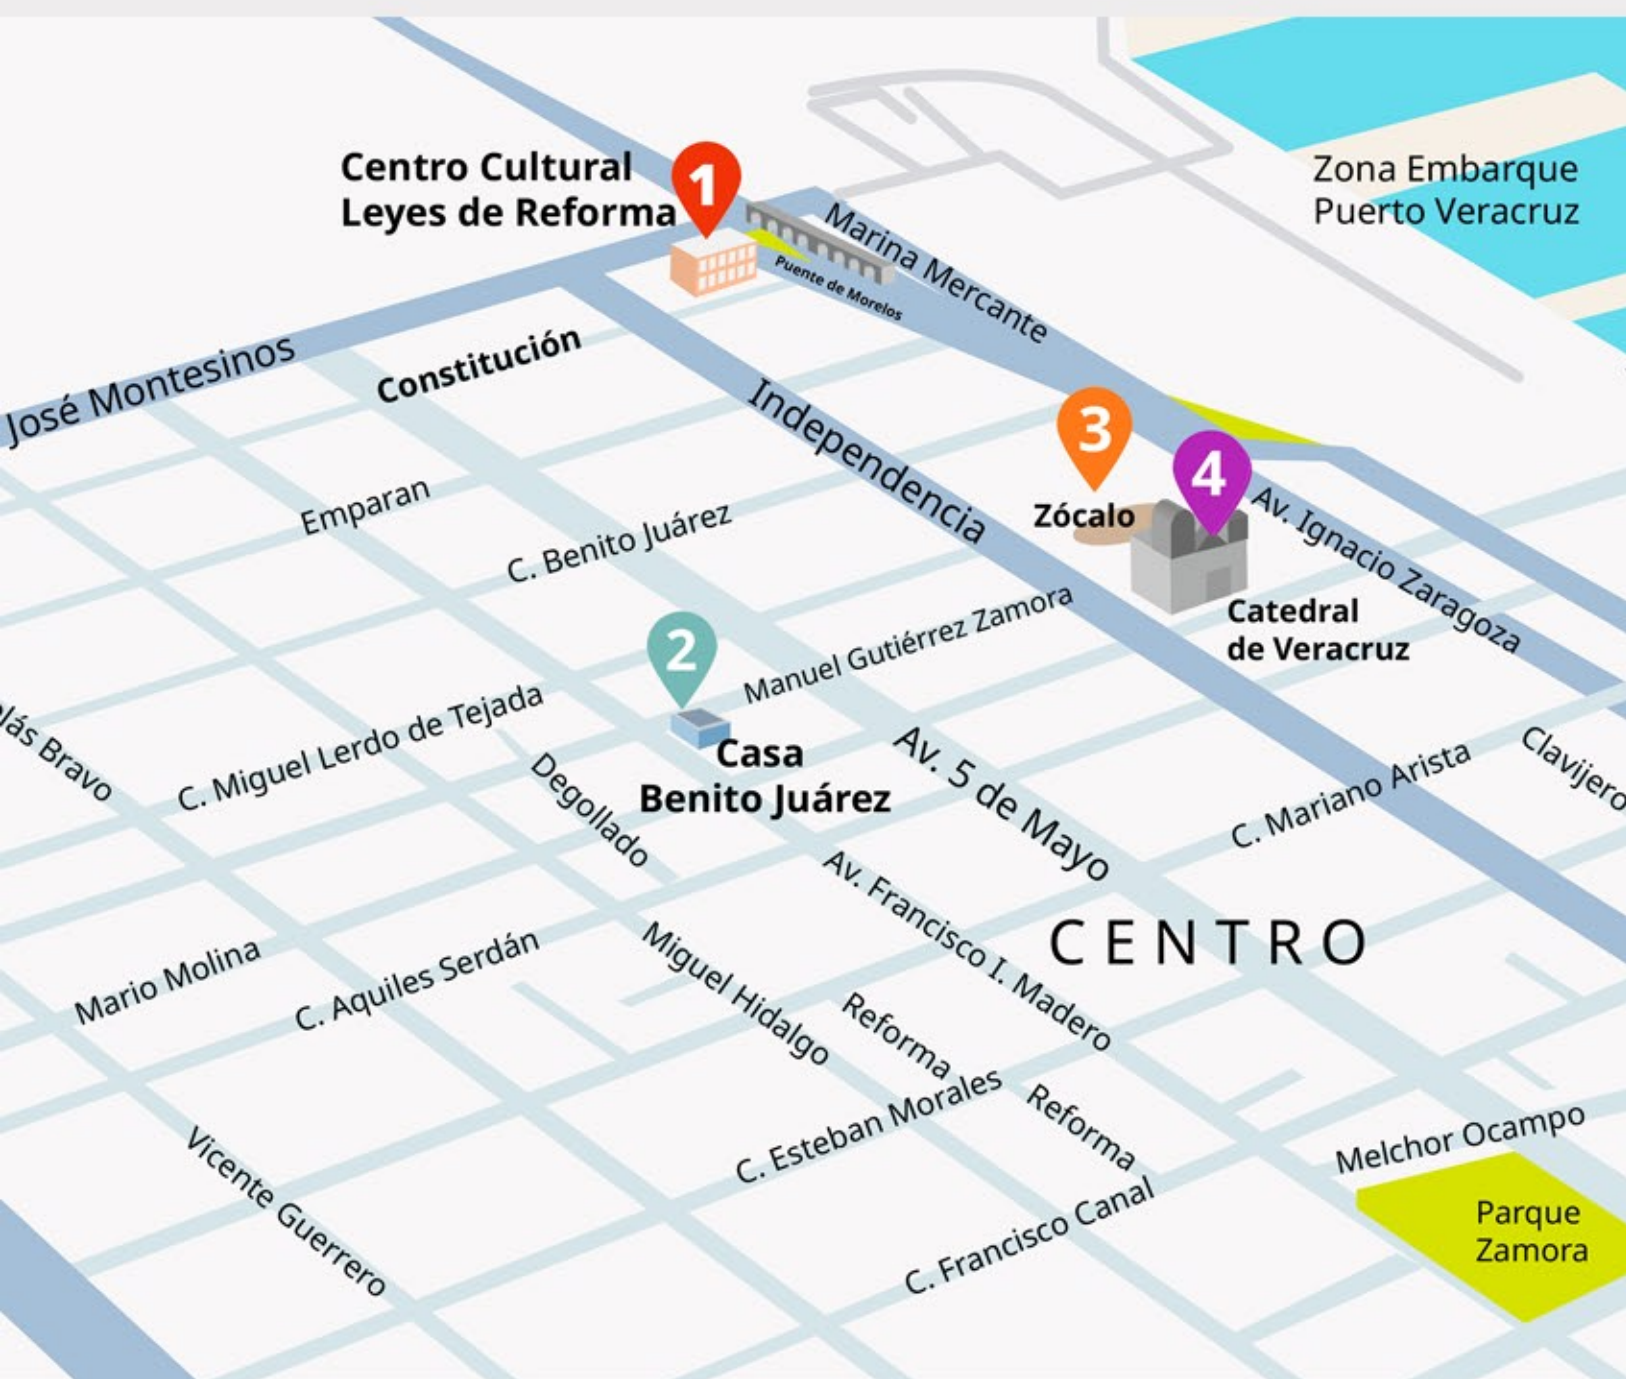 Centro Cultural
Leyes de Reforma
1
Zona Embarque
Puerto Veracruz
Marina Mercante
Puente de Morelos
José Montesinos
Constitución
Independencia
3
4
Zócalo
Emparan
C. Benito Juárez
Av. Ignacio Zaragoza
Catedral
de Veracruz
2
Manuel Gutiérrez Zamora
C. Miguel Lerdo de Tejada
lás Bravo
Casa
Benito Juárez
Degollado
Av. 5 de Mayo
Clavijero
C. Mariano Arista
Av. Francisco I. Madero
CENTRO
Mario Molina
C. Aquiles Serdán
Miguel Hidalgo
Reforma
Reforma
C. Esteban Morales
Melchor Ocampo
Vicente Guerrero
C. Francisco Canal
Parque
Zamora